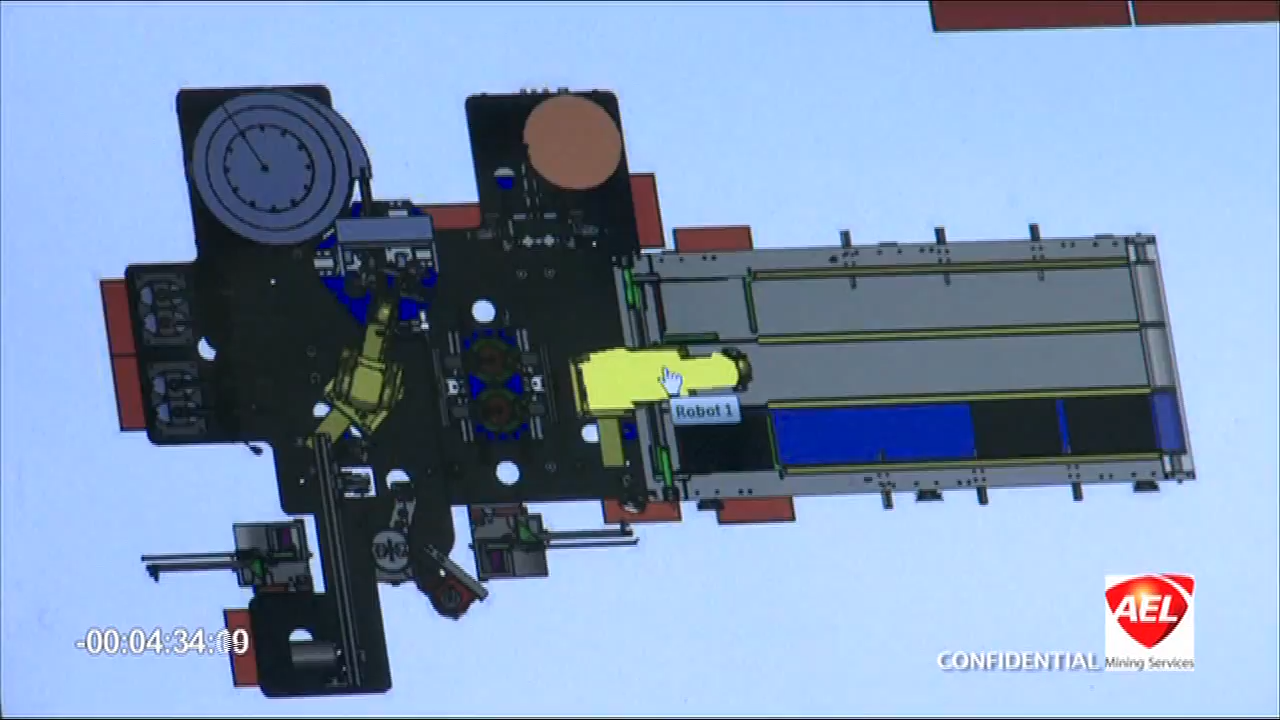 Robot 1
-00:04:34:
CONFIDENTIAL
AEL
Mining Services